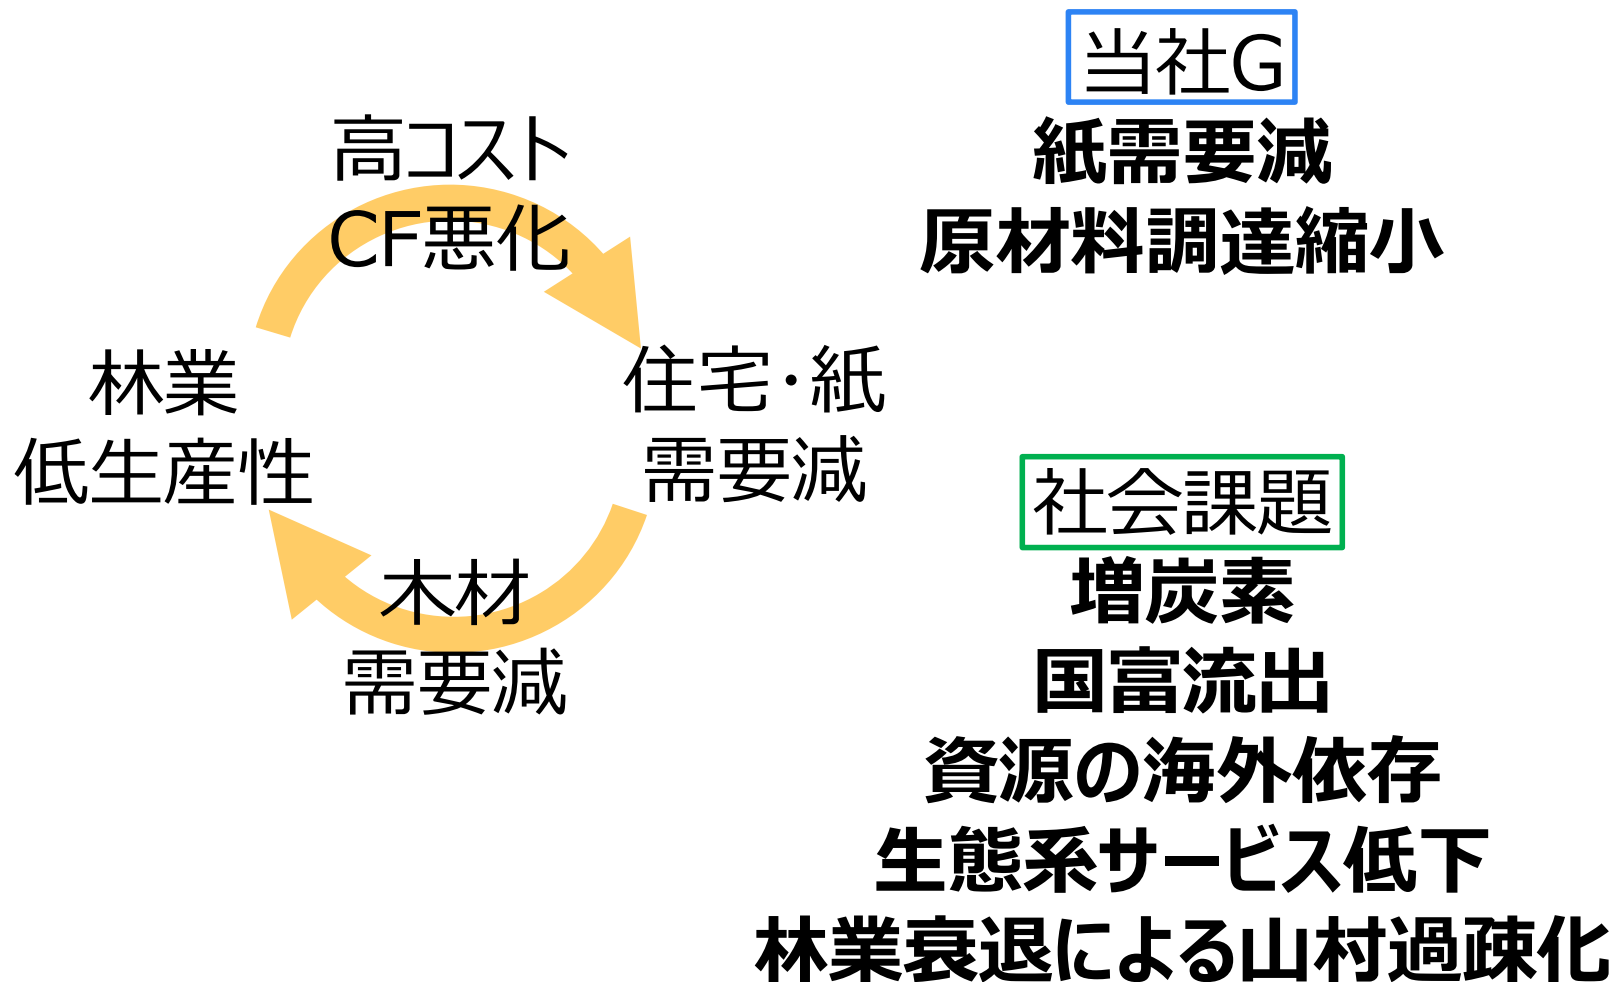 高コスト
CF悪化
林業
低生産性
住宅・紙
需要減
木材
需要減
当社G
紙需要減
原材料調達縮小
社会課題
増炭素
国富流出
資源の海外依存
生態系サービス低下
林業衰退による山村過疎化